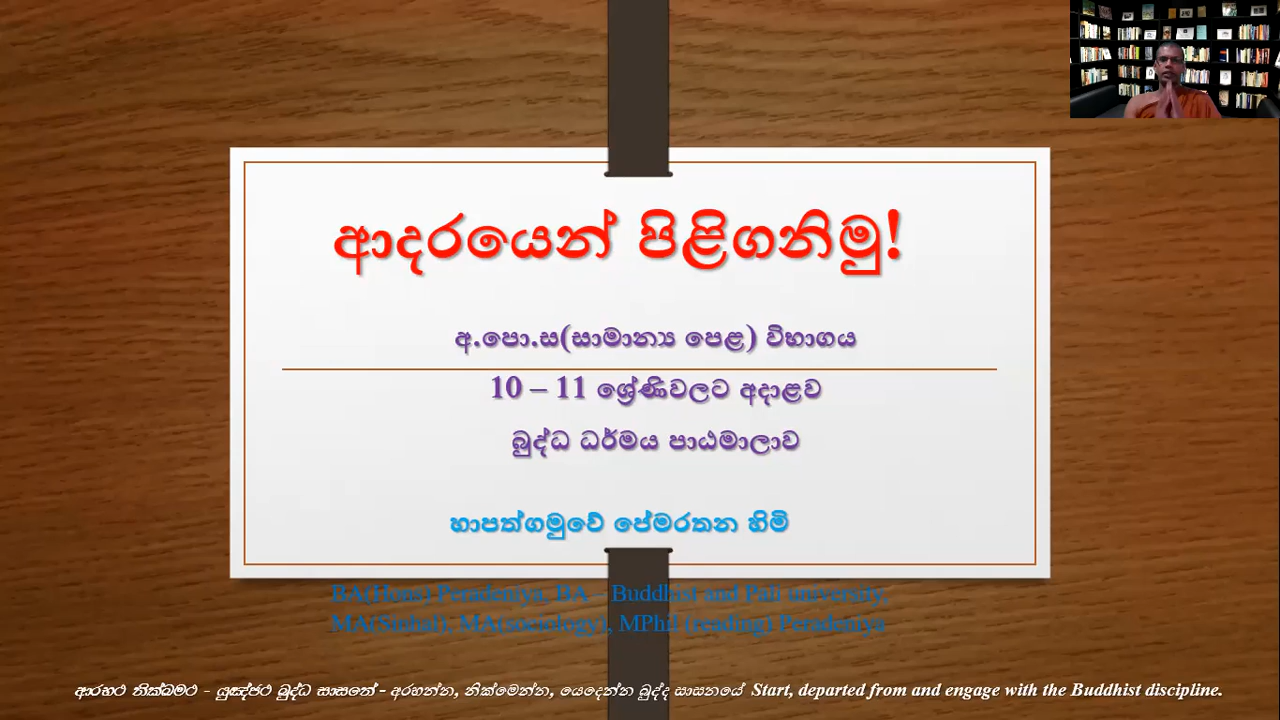 ආදරයෙන් පිළිගනිමු!
අ.පො.ස(සාමාන්‍ය පෙළ) විභාගය
10 – 11 ශ්‍රේණිවලට අදාළව
බුද්ධ ධර්මය පාඨමාලාව
හාපත්ගමුවේ පේමරතන හිමි
BA(Hons) Peradeniya, BA – Buddhist and Pali university,
MA(Sinhal), MA(sociology), MPhil (reading) Peradeniya
ආරභථ නික්ඛමථ - යුඤ්ජථ බුද්ධ සාසනේ - අරඹන්න, නික්මෙන්න, යෙදෙන්න බුද්ද සාසනයේ Start, departed from and engage with the Buddhist discipline.